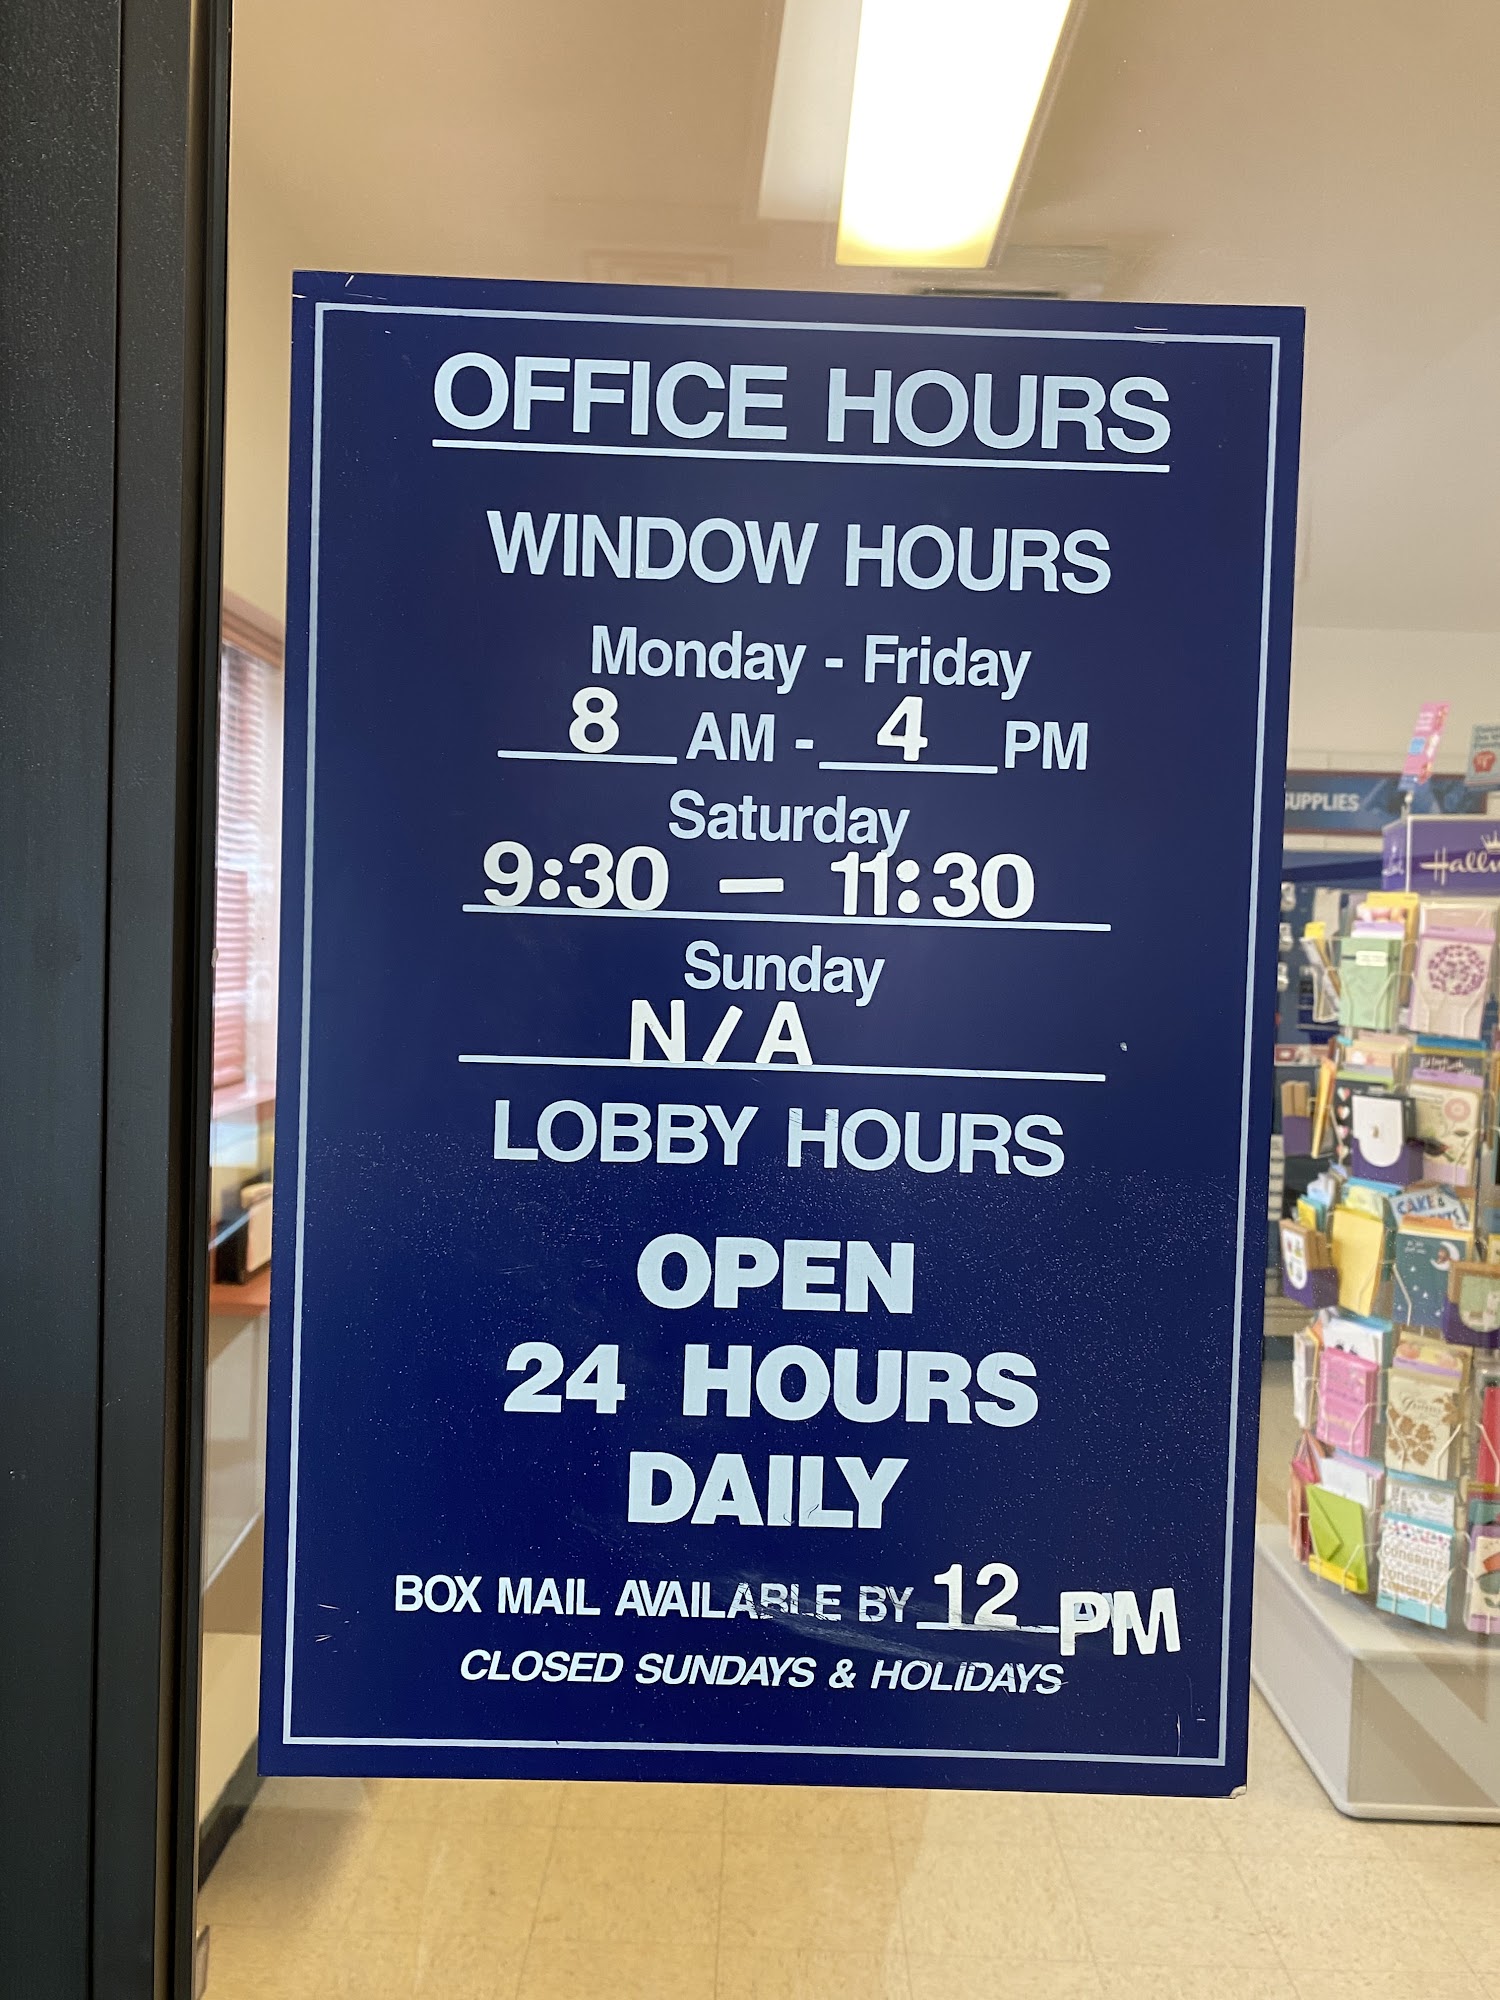 OFFICE HOURS
WINDOW HOURS
Monday - Friday
8 AM - 4 PM
Saturday
9:30 — 11:30
Sunday
N/A
LOBBY HOURS
OPEN
24 HOURS
DAILY
BOX MAIL AVAILABLE BY 12 PM
CLOSED SUNDAYS & HOLIDAYS
SUPPLIES